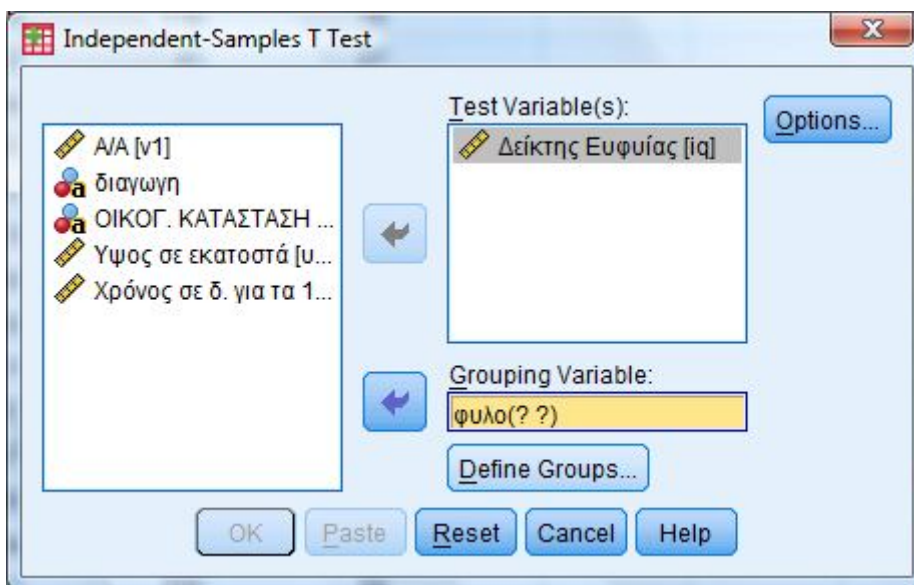 Independent-Samples T Test
A/A [v1]
διαγωγη
ΟΙΚΟΓ. ΚΑΤΑΣΤΑΣΗ ...
Υψος σε εκατοστά [υ...
Χρόνος σε δ. για τα 1...
Test Variable(s):
Δείκτης Ευφυίας [iq]
Options...
Grouping Variable:
φυλο(? ?)
Define Groups...
OK Paste Reset Cancel Help